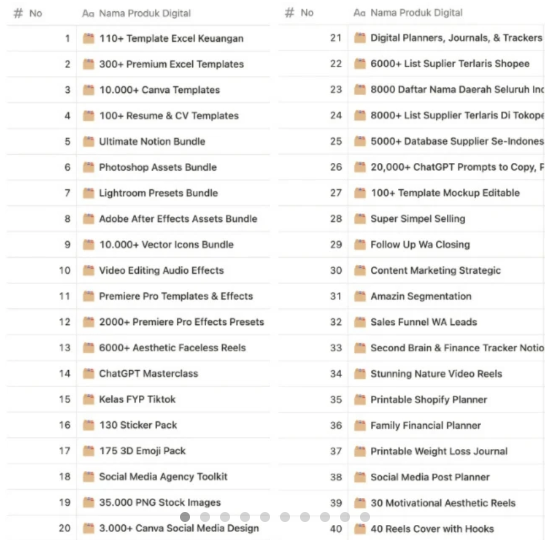 # No Aa Nama Produk Digital
1 110+ Template Excel Keuangan
2 300+ Premium Excel Templates
3 10.000+ Canva Templates
4 100+ Resume & CV Templates
5 Ultimate Notion Bundle
6 Photoshop Assets Bundle
7 Lightroom Presets Bundle
8 Adobe After Effects Assets Bundle
9 10.000+ Vector Icons Bundle
10 Video Editing Audio Effects
11 Premiere Pro Templates & Effects
12 2000+ Premiere Pro Effects Presets
13 6000+ Aesthetic Faceless Reels
14 ChatGPT Masterclass
15 Kelas FYP Tiktok
16 130 Sticker Pack
17 175 3D Emoji Pack
18 Social Media Agency Toolkit
19 35.000 PNG Stock Images
20 3.000+ Canva Social Media Design
# No Aa Nama Produk Digital
21 Digital Planners, Journals, & Trackers
22 6000+ List Suplier Terlaris Shopee
23 8000 Daftar Nama Daerah Seluruh
24 8000+ List Supplier Terlaris Di
25 5000+ Database Supplier
26 20,000+ ChatGPT Prompts to Copy,
27 100+ Template Mockup Editable
28 Super Simpel Selling
29 Follow Up Wa Closing
30 Content Marketing Strategic
31 Amazin Segmentation
32 Sales Funnel WA Leads
33 Second Brain & Finance Tracker
34 Stunning Nature Video Reels
35 Printable Shopify Planner
36 Family Financial Planner
37 Printable Weight Loss Journal
38 Social Media Post Planner
39 30 Motivational Aesthetic Reels
40 40 Reels Cover with Hooks